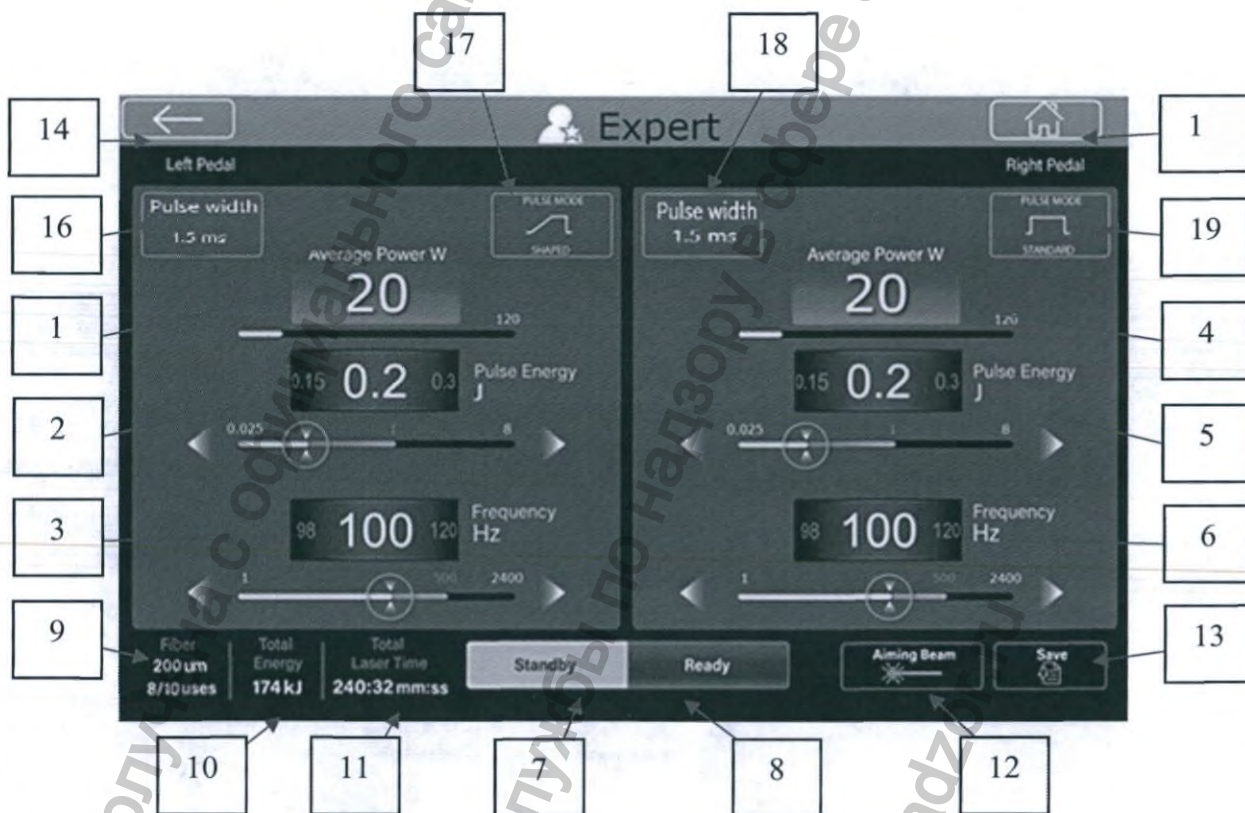 17
18
14
Expert
1
Left Pedal
Right Pedal
16
Pulse width
1.5 ms
PULSE MODE
SHAPED
Pulse width
1.5 ms
PULSE MODE
STANDARD
19
Average Power W
20
120
Average Power W
20
120
1
4
0.15 0.2 0.3 Pulse Energy
J
0.15 0.2 0.3 Pulse Energy
J
2
0.025 1 8
0.025 1 8
5
3
98 100 120 Frequency
Hz
98 100 120 Frequency
Hz
6
1 500 2400
1 500 2400
9
Fiber
200 um
8/10 uses
Total
Energy
174 kJ
Total
Laser Time
240:32 mm:ss
Standby
Ready
Aiming Beam
Save
13
10
11
7
8
12